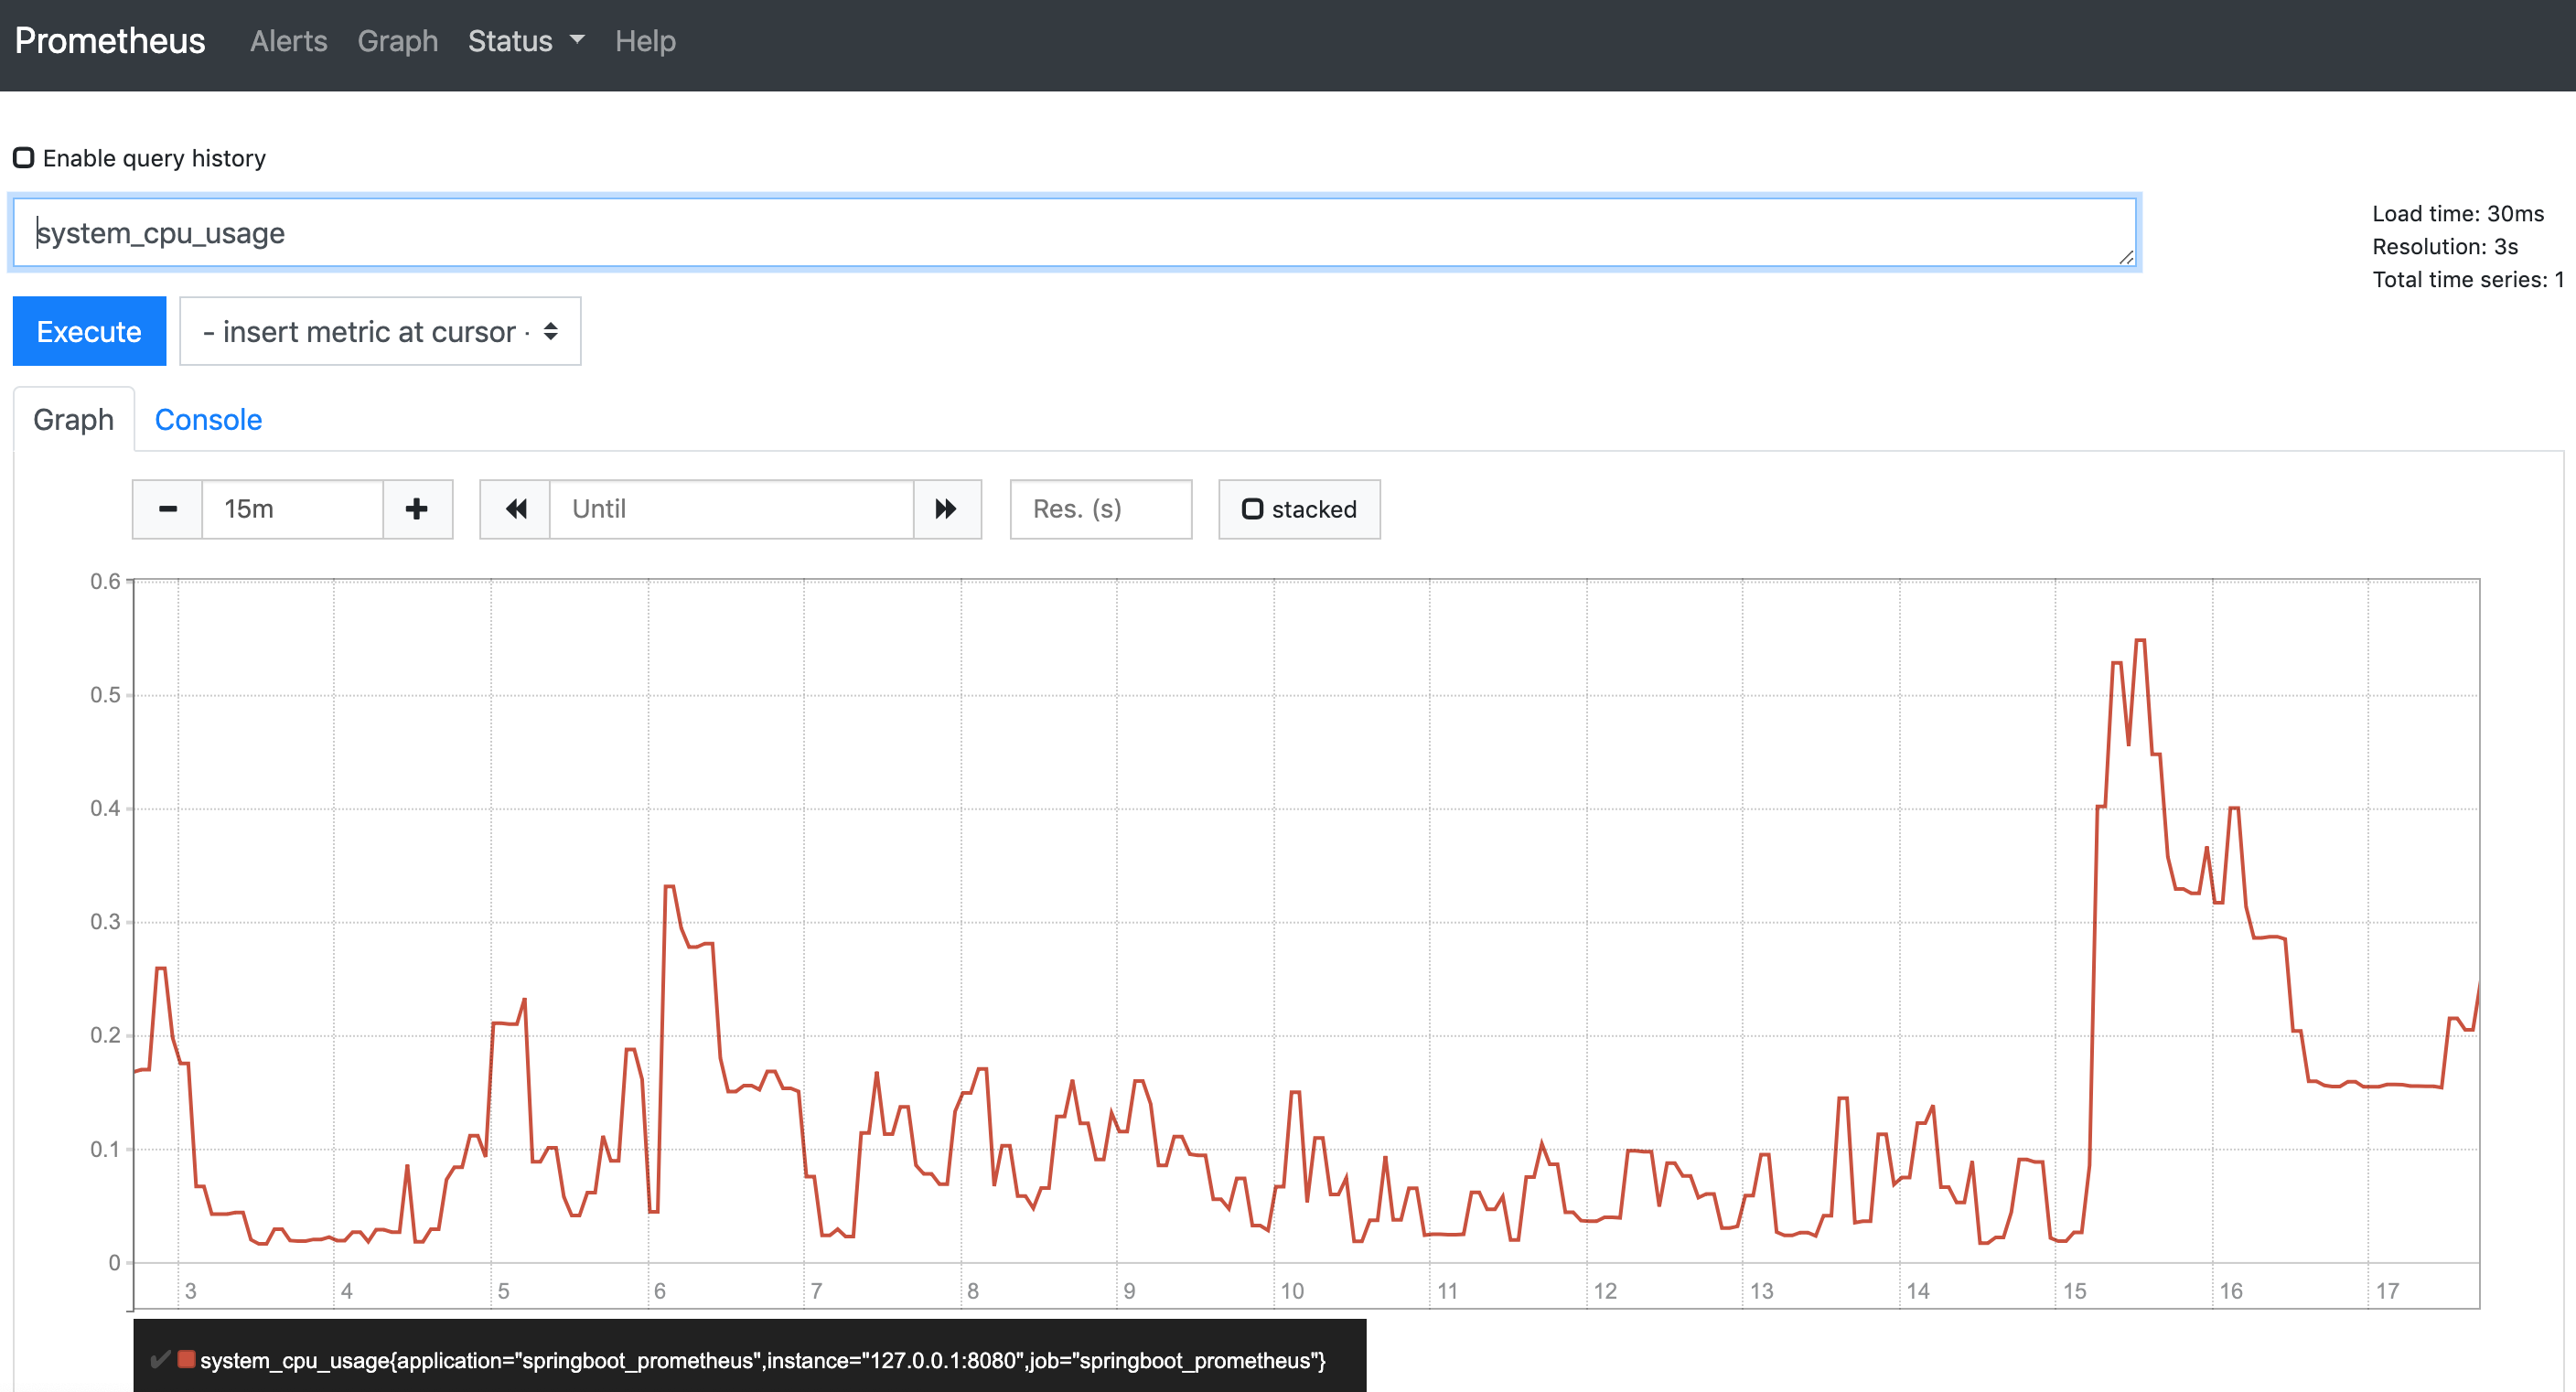 Prometheus Alerts Graph Status Help
Enable query history
system_cpu_usage
Load time: 30ms
Resolution: 3s
Total time series: 1
Execute - insert metric at cursor -
Graph Console
15m Until Res. (s) stacked
0.6
0.5
0.4
0.3
0.2
0.1
0
3 4 5 6 7 8 9 10 11 12 13 14 15 16 17
system_cpu_usage{application="springboot_prometheus",instance="127.0.0.1:8080",job="springboot_prometheus"}